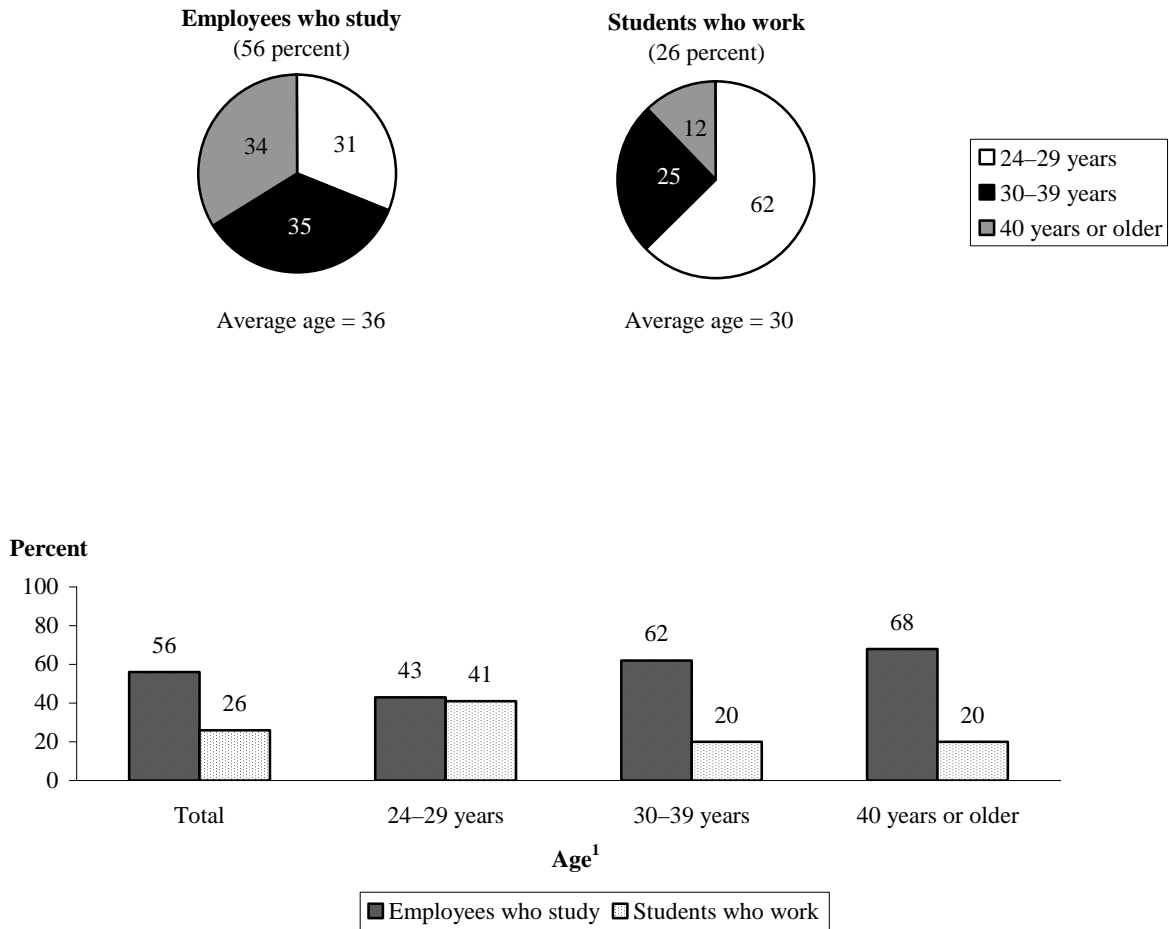 Employees who study
(56 percent)
34
31
35
Average age = 36
Students who work
(26 percent)
12
25
62
Average age = 30
24–29 years
30–39 years
40 years or older
Percent
100
80
60
40
20
0
56
26
43
41
62
20
68
20
Total
24–29 years
30–39 years
40 years or older
Age1
Employees who study
Students who work